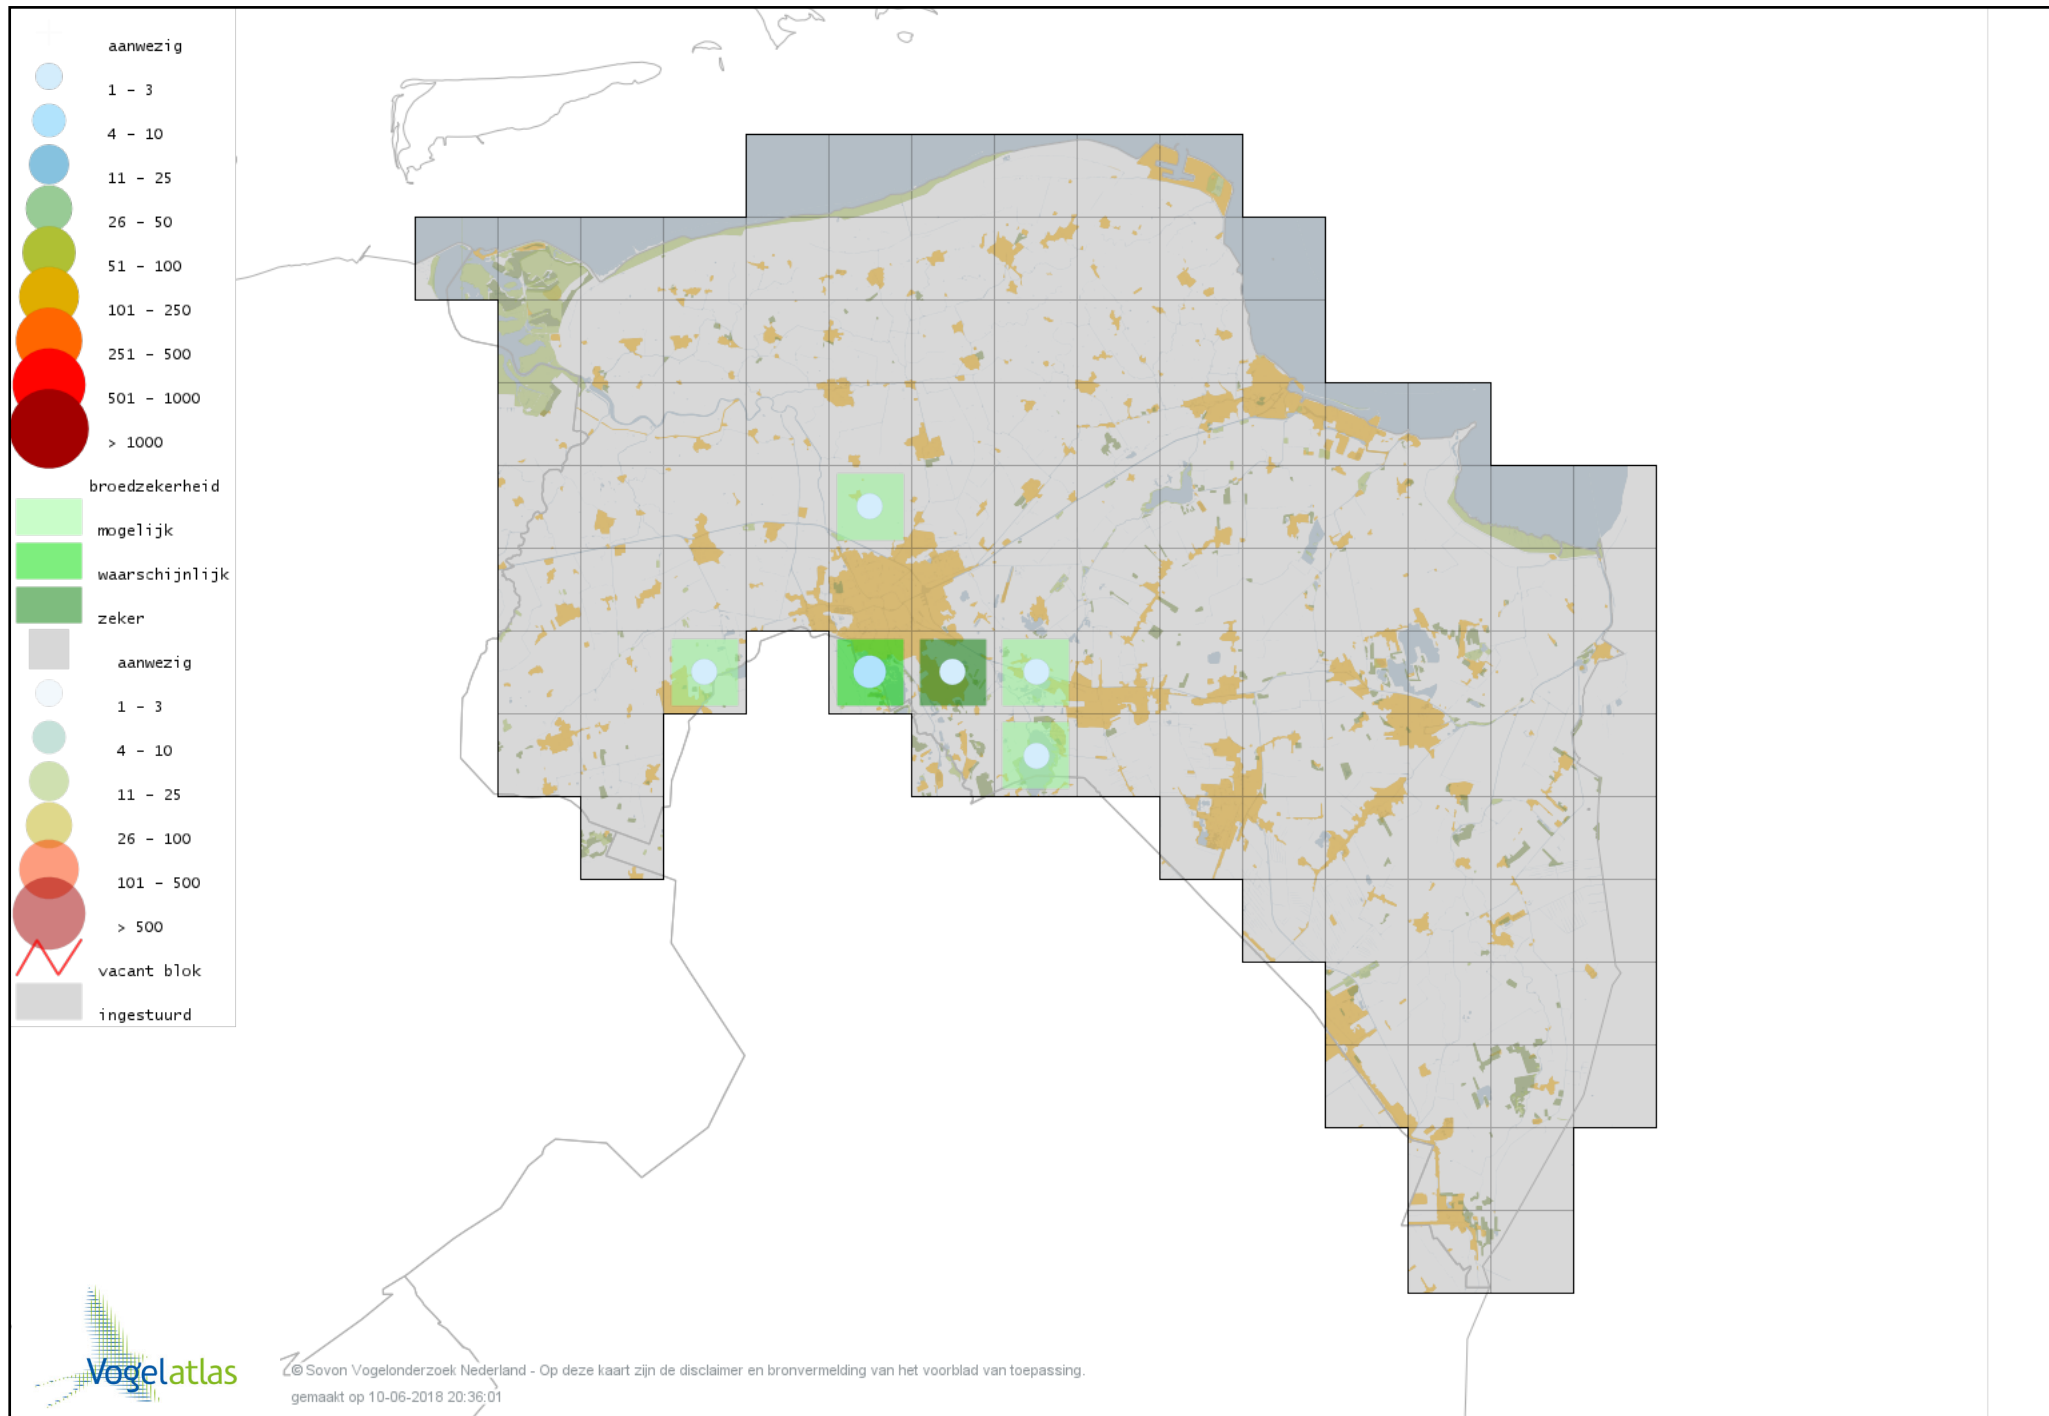 aanwezig
1 - 3
4 - 10
11 - 25
26 - 50
51 - 100
101 - 250
251 - 500
501 - 1000
> 1000
broedzekerheid
mogelijk
waarschijnlijk
zeker
aanwezig
1 - 3
4 - 10
11 - 25
26 - 100
101 - 500
> 500
vacant blok
ingestuurd
Vogelatlas
© Sovon Vogelonderzoek Nederland - Op deze kaart zijn de disclaimer en bronvermelding van het voorblad van toepassing.
gemaakt op 10-06-2018 20:36:01